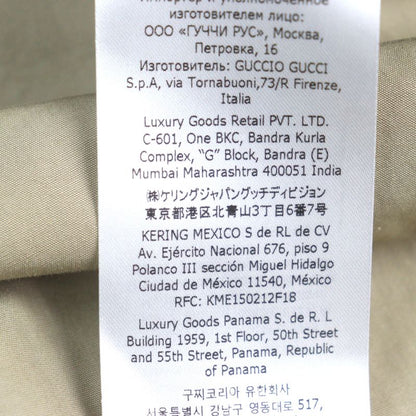 Импортер и уполномоченное
изготовителем лицо:
ООО «ГУЧЧИ РУС», Москва,
Петровка, 16
Изготовитель: GUCCIO GUCCI
S.p.A, via Tornabuoni,73/R Firenze,
Italia
Luxury Goods Retail PVT. LTD.
C-601, One BKC, Bandra Kurla
Complex, “G” Block, Bandra (E)
Mumbai Maharashtra 400051 India
㈱ケリングジャパングッチディビジョン
東京都港区北青山3丁目6番7号
KERING MEXICO S de RL de CV
Av. Ejército Nacional 676, piso 9
Polanco III sección Miguel Hidalgo
Ciudad de México 11540, México
RFC: KME150212F18
Luxury Goods Panama S. de R. L
Building 1959, 1st Floor, 50th Street
and 55th Street, Panama, Republic
of Panama
구찌코리아 유한회사
서울특별시 강남구 영동대로 517,